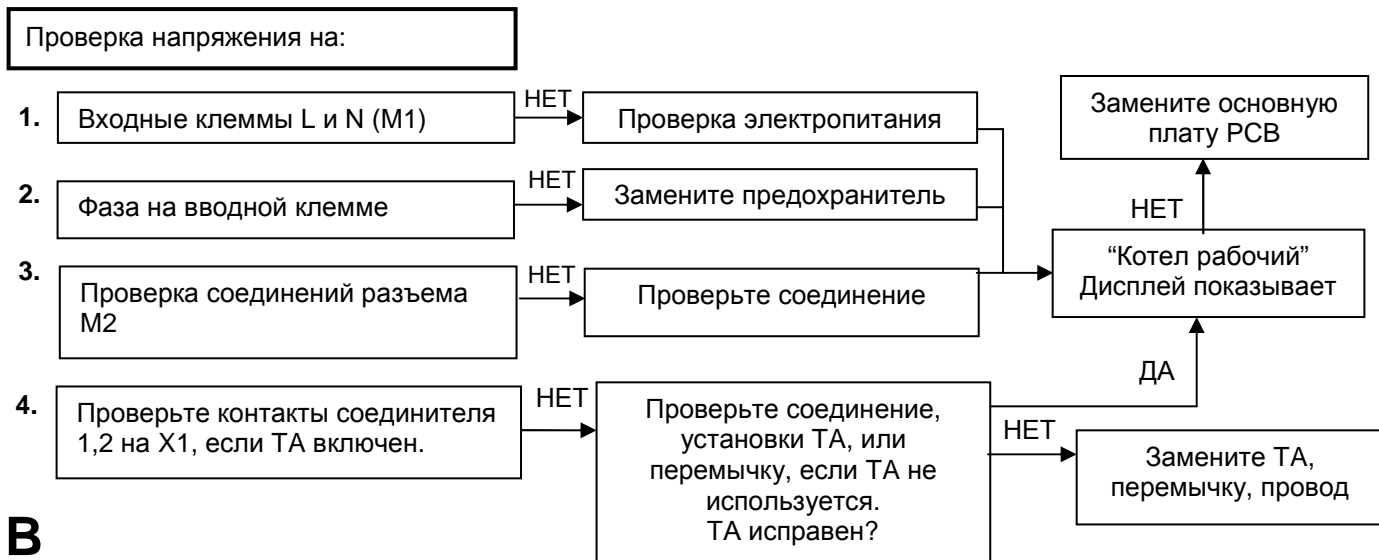 Проверка напряжения на:
1.
Входные клеммы L и N (M1)
НЕТ
Проверка электропитания
Замените основную
плату PCB
НЕТ
2.
Фаза на вводной клемме
НЕТ
Замените предохранитель
3.
Проверка соединений разъема
М2
НЕТ
Проверьте соединение
“Котел рабочий”
Дисплей показывает
ДА
4.
Проверьте контакты соединителя
1,2 на X1, если ТА включен.
НЕТ
Проверьте соединение,
установки ТА, или
перемычку, если ТА не
используется.
ТА исправен?
НЕТ
Замените ТА,
перемычку, провод
B